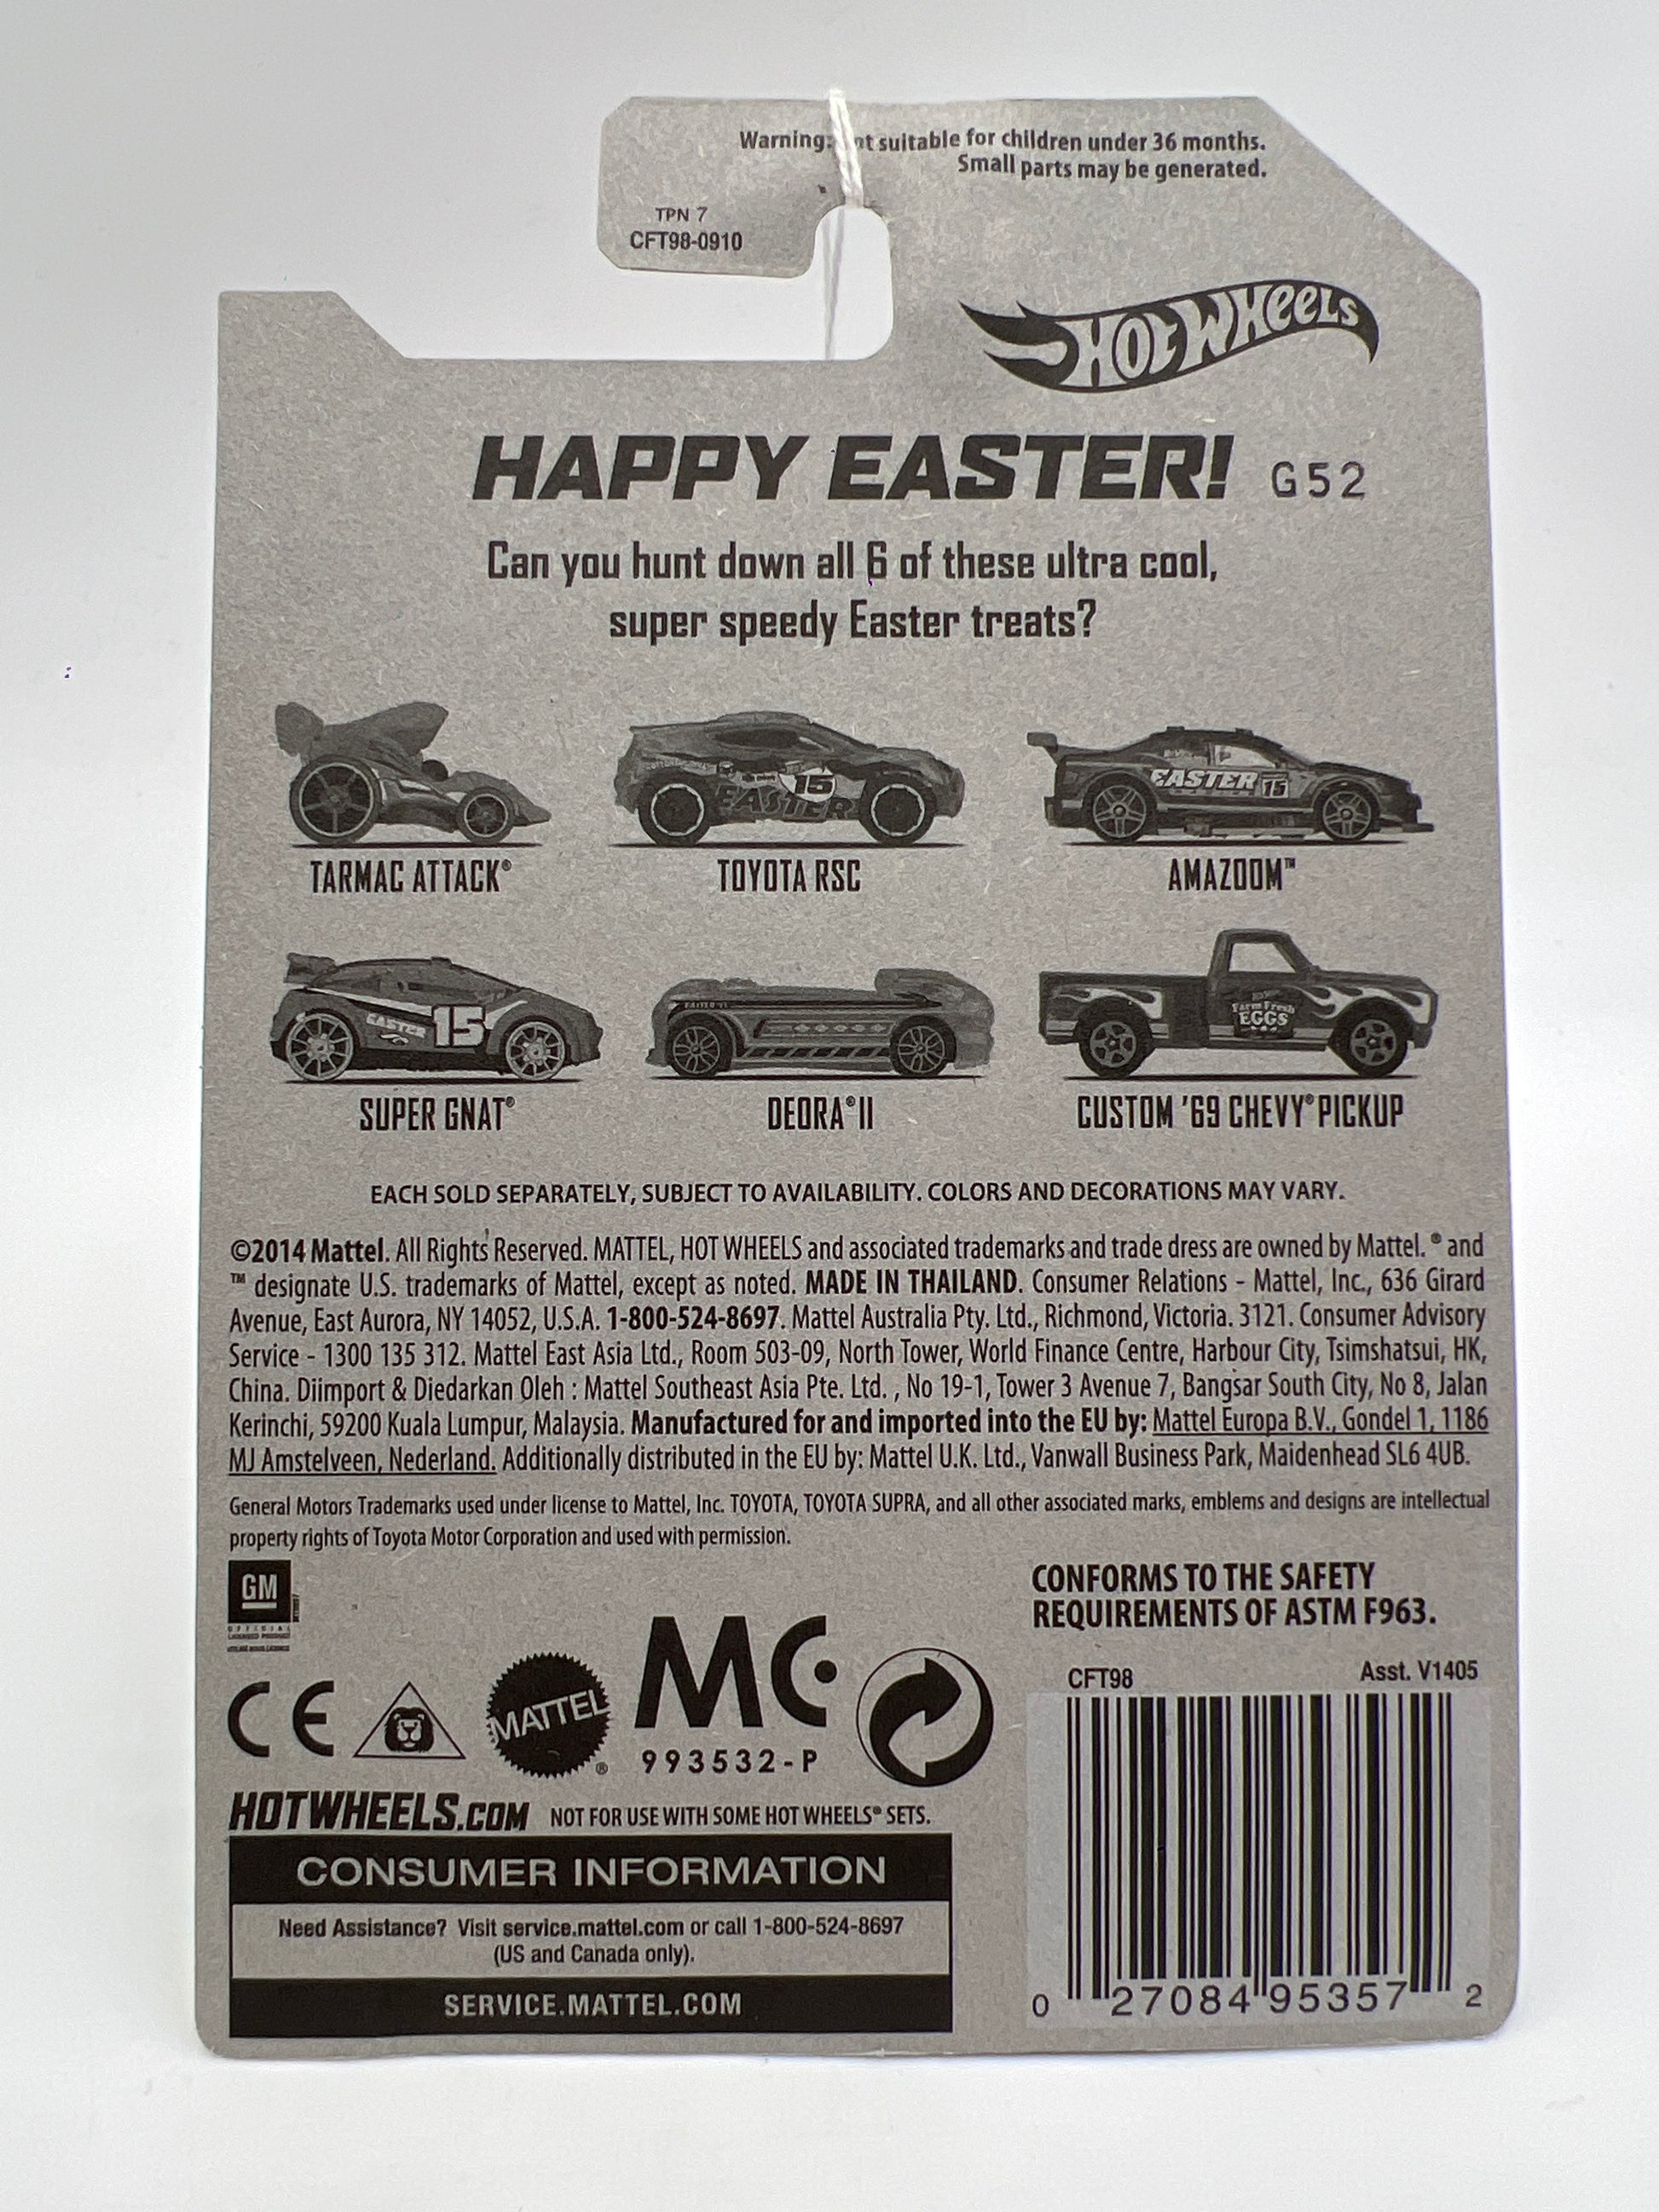 Warning: ot suitable for children under 36 months.
Small parts may be generated.
TPN 7
CFT98-0910
HOT WHEELS
HAPPY EASTER! G52
Can you hunt down all 6 of these ultra cool,
super speedy Easter treats?
15
EASTER
EASTER 15
TARMAC ATTACK®
TOYOTA RSC
AMAZOOM™
EASTER 15
Farm Fresh
EGGS
SUPER GNAT®
DEORA® II
CUSTOM '69 CHEVY® PICKUP
EACH SOLD SEPARATELY, SUBJECT TO AVAILABILITY. COLORS AND DECORATIONS MAY VARY.
©2014 Mattel. All Rights Reserved. MATTEL, HOT WHEELS and associated trademarks and trade dress are owned by Mattel. ® and
™ designate U.S. trademarks of Mattel, except as noted. MADE IN THAILAND. Consumer Relations - Mattel, Inc., 636 Girard
Avenue, East Aurora, NY 14052, U.S.A. 1-800-524-8697. Mattel Australia Pty. Ltd., Richmond, Victoria. 3121. Consumer Advisory
Service - 1300 135 312. Mattel East Asia Ltd., Room 503-09, North Tower, World Finance Centre, Harbour City, Tsimshatsui, HK,
China. Diimport & Diedarkan Oleh : Mattel Southeast Asia Pte. Ltd. , No 19-1, Tower 3 Avenue 7, Bangsar South City, No 8, Jalan
Kerinchi, 59200 Kuala Lumpur, Malaysia. Manufactured for and imported into the EU by: Mattel Europa B.V., Gondel 1, 1186
MJ Amstelveen, Nederland. Additionally distributed in the EU by: Mattel U.K. Ltd., Vanwall Business Park, Maidenhead SL6 4UB.
General Motors Trademarks used under license to Mattel, Inc. TOYOTA, TOYOTA SUPRA, and all other associated marks, emblems and designs are intellectual
property rights of Toyota Motor Corporation and used with permission.
GM
OFFICIAL
LICENSED PRODUCT
CONFORMS TO THE SAFETY
REQUIREMENTS OF ASTM F963.
CE
MATTEL®
MC
993532-P
CFT98 Asst. V1405
HOTWHEELS.COM NOT FOR USE WITH SOME HOT WHEELS® SETS.
CONSUMER INFORMATION
Need Assistance? Visit service.mattel.com or call 1-800-524-8697
(US and Canada only).
SERVICE.MATTEL.COM
0 27084 95357 2